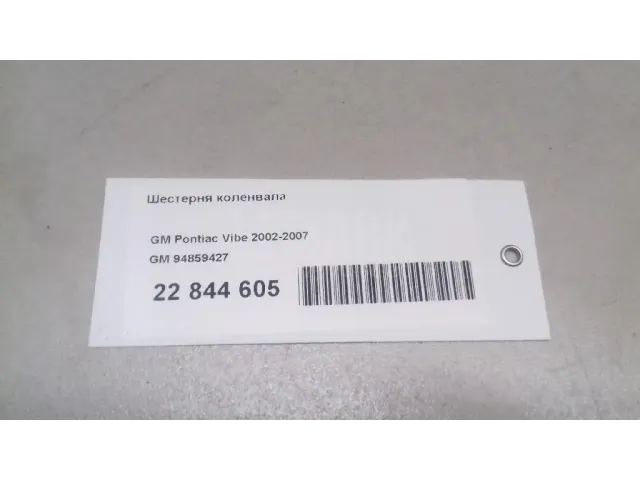 Шестерня коленвала
GM Pontiac Vibe 2002-2007
GM 94859427
22 844 605